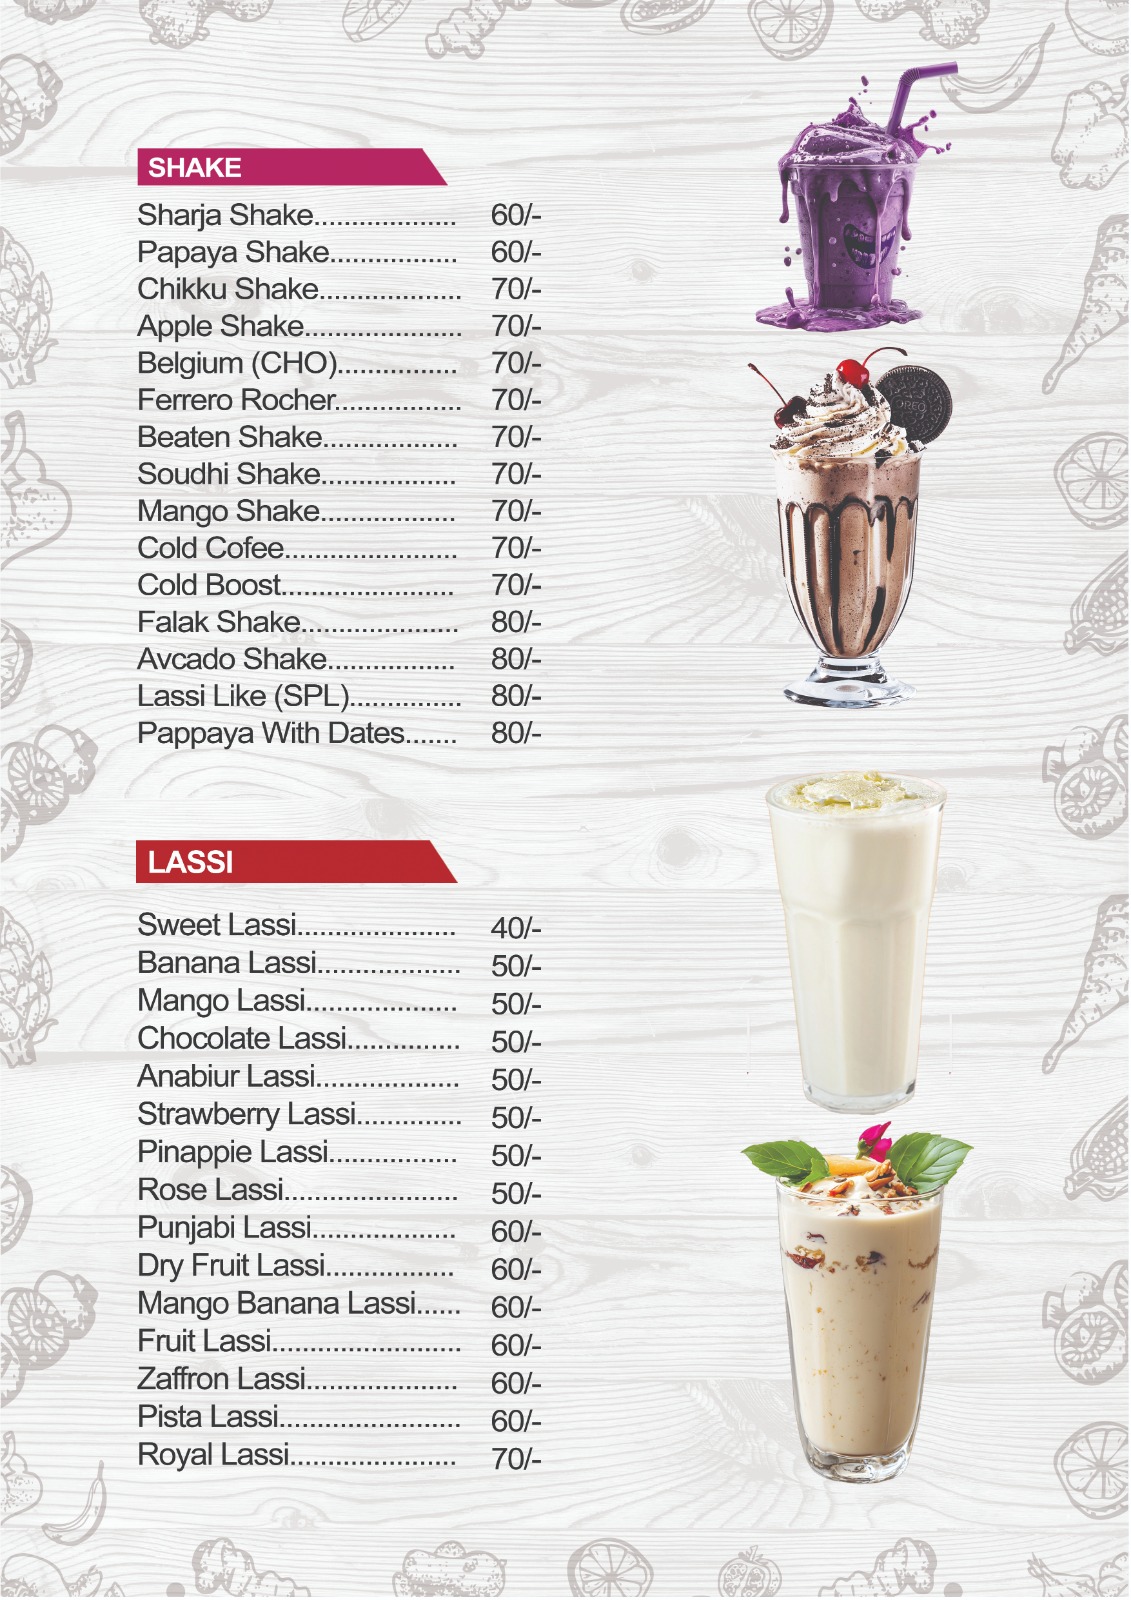 SHAKE
Sharja Shake................... 60/-
Papaya Shake................. 60/-
Chikku Shake................... 70/-
Apple Shake..................... 70/-
Belgium (CHO)................ 70/-
Ferrero Rocher................. 70/-
Beaten Shake.................. 70/-
Soudhi Shake.................. 70/-
Mango Shake.................. 70/-
Cold Cofee....................... 70/-
Cold Boost....................... 70/-
Falak Shake..................... 80/-
Avcado Shake................. 80/-
Lassi Like (SPL)............... 80/-
Pappaya With Dates....... 80/-
OREO
LASSI
Sweet Lassi..................... 40/-
Banana Lassi................... 50/-
Mango Lassi.................... 50/-
Chocolate Lassi............... 50/-
Anabiur Lassi................... 50/-
Strawberry Lassi.............. 50/-
Pinappie Lassi................. 50/-
Rose Lassi....................... 50/-
Punjabi Lassi................... 60/-
Dry Fruit Lassi................. 60/-
Mango Banana Lassi...... 60/-
Fruit Lassi......................... 60/-
Zaffron Lassi.................... 60/-
Pista Lassi........................ 60/-
Royal Lassi...................... 70/-